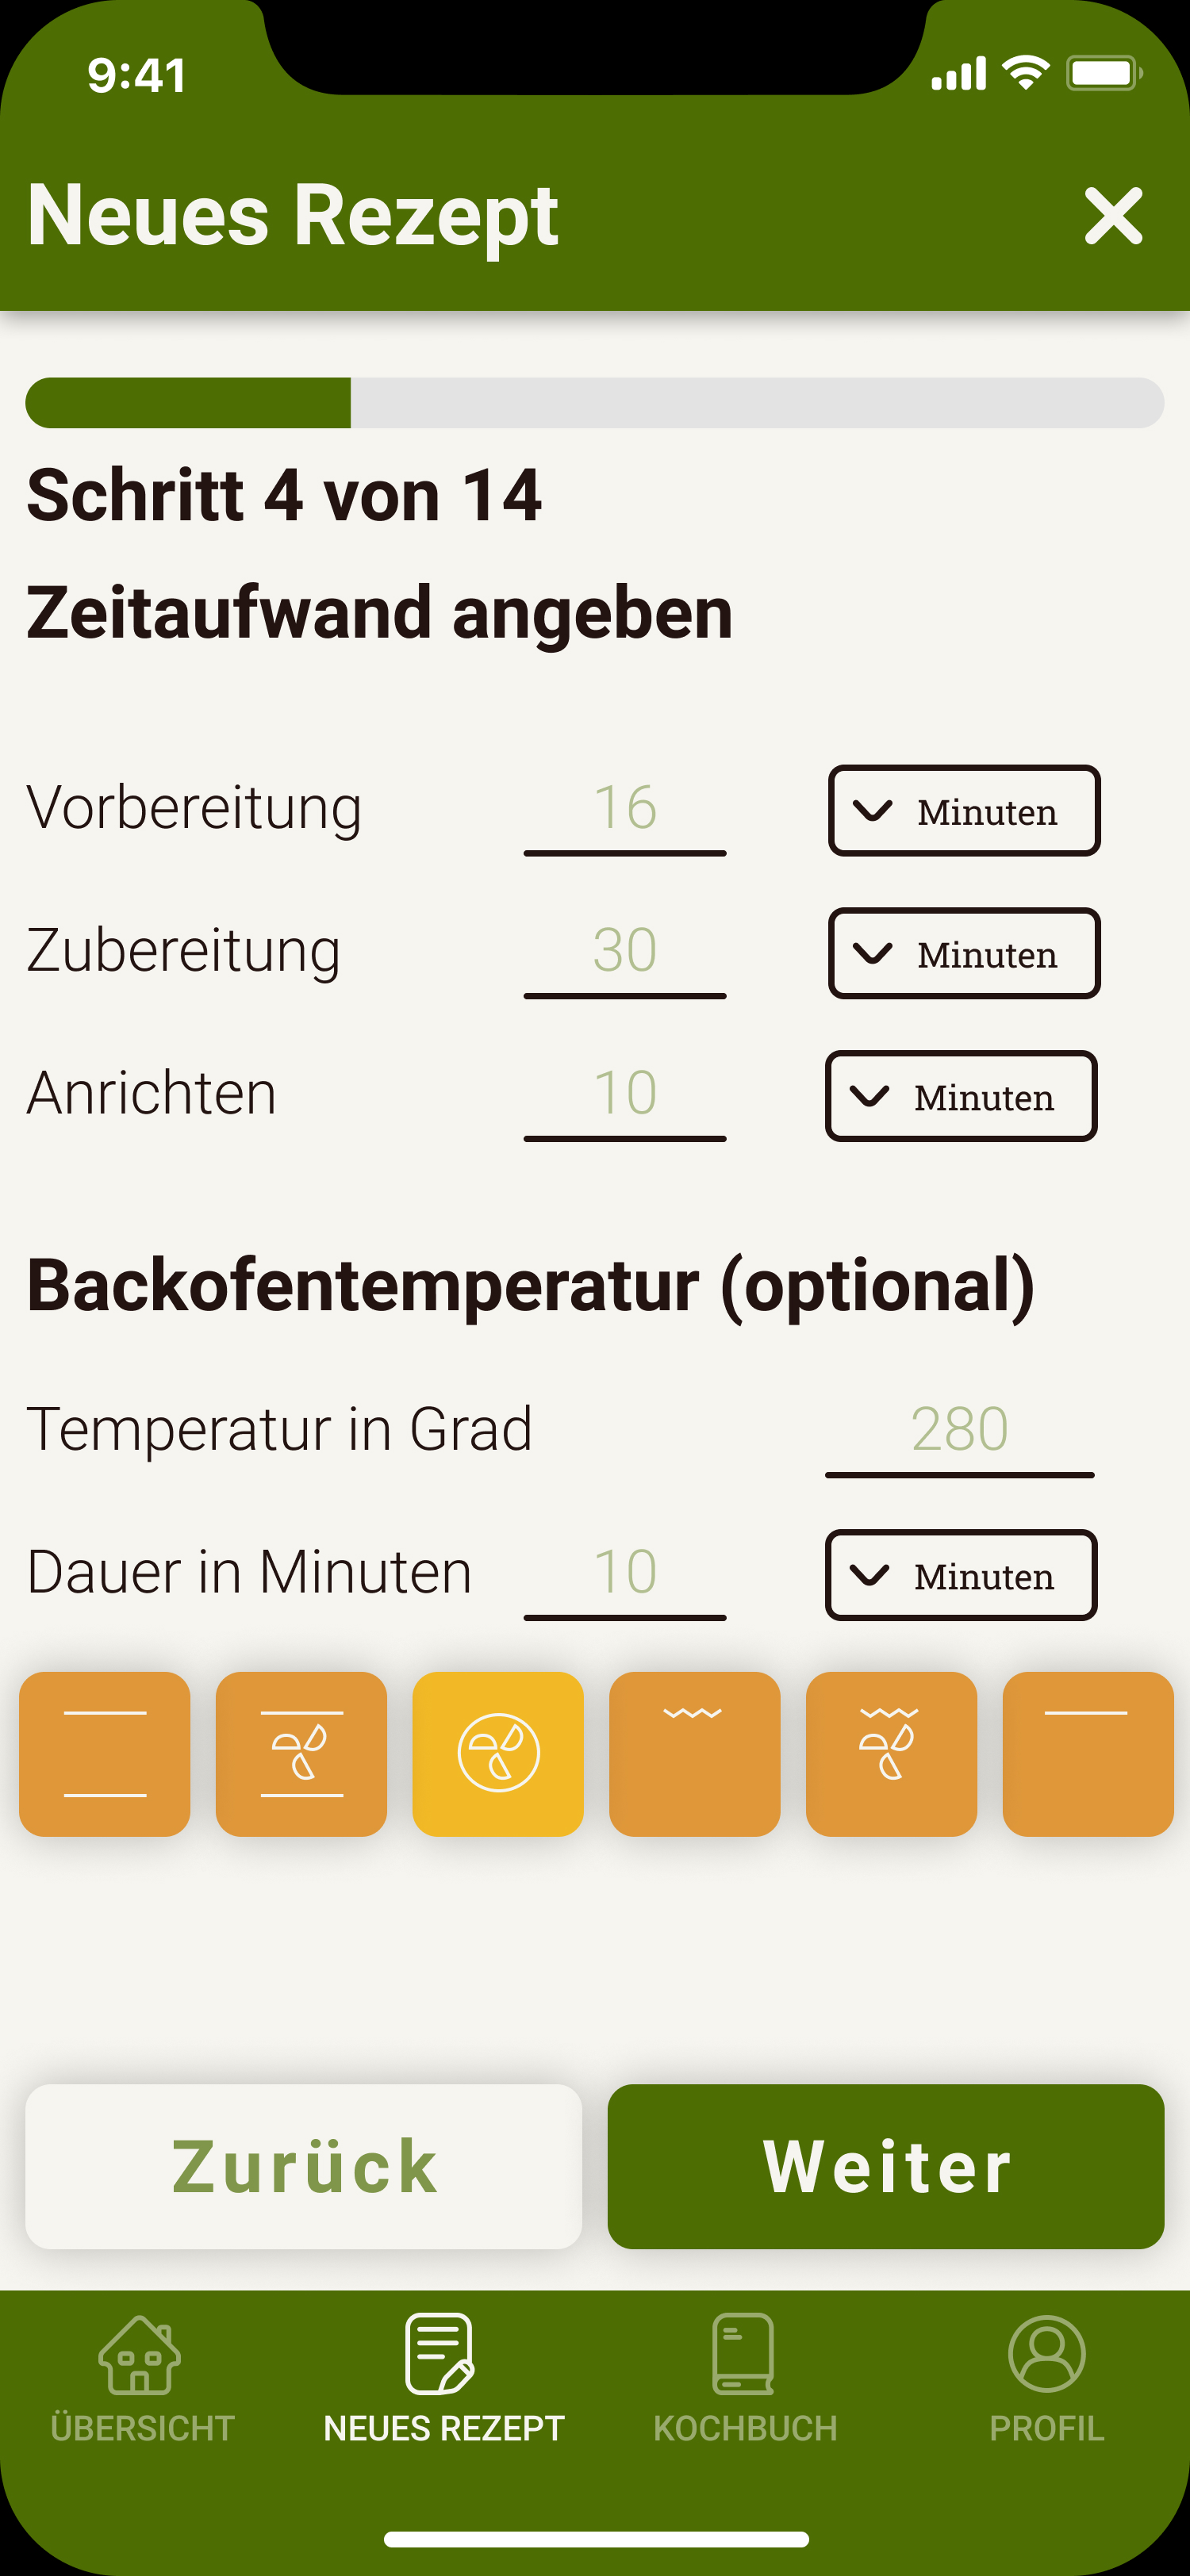 9:41
Neues Rezept
Schritt 4 von 14
Zeitaufwand angeben
Vorbereitung 16 Minuten
Zubereitung 30 Minuten
Anrichten 10 Minuten
Backofentemperatur (optional)
Temperatur in Grad 280
Dauer in Minuten 10 Minuten
Zurück Weiter
ÜBERSICHT NEUES REZEPT KOCHBUCH PROFIL